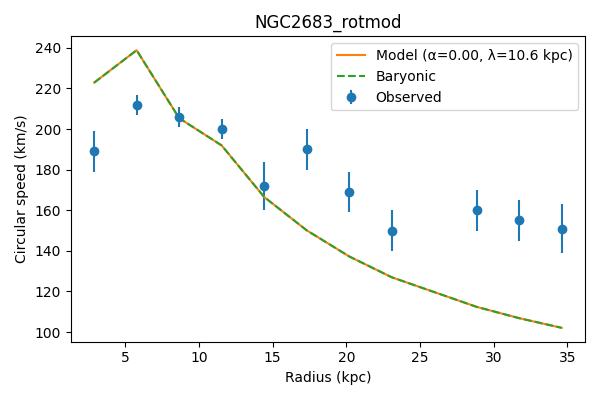 NGC2683_rotmod
Circular speed (km/s)
240
220
200
180
160
140
120
100
Model (α=0.00, λ=10.6 kpc)
Baryonic
Observed
5
10
15
20
25
30
35
Radius (kpc)